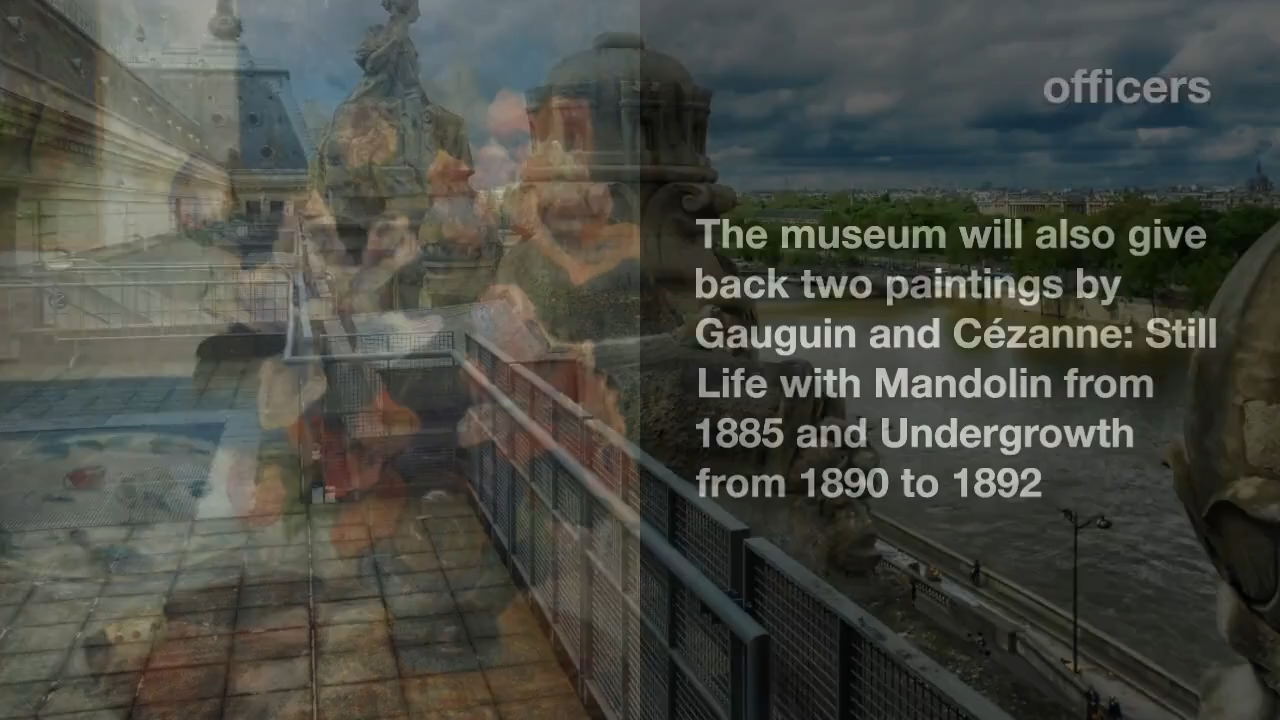 officers
The museum will also give
back two paintings by
Gauguin and Cézanne: Still
Life with Mandolin from
1885 and Undergrowth
from 1890 to 1892